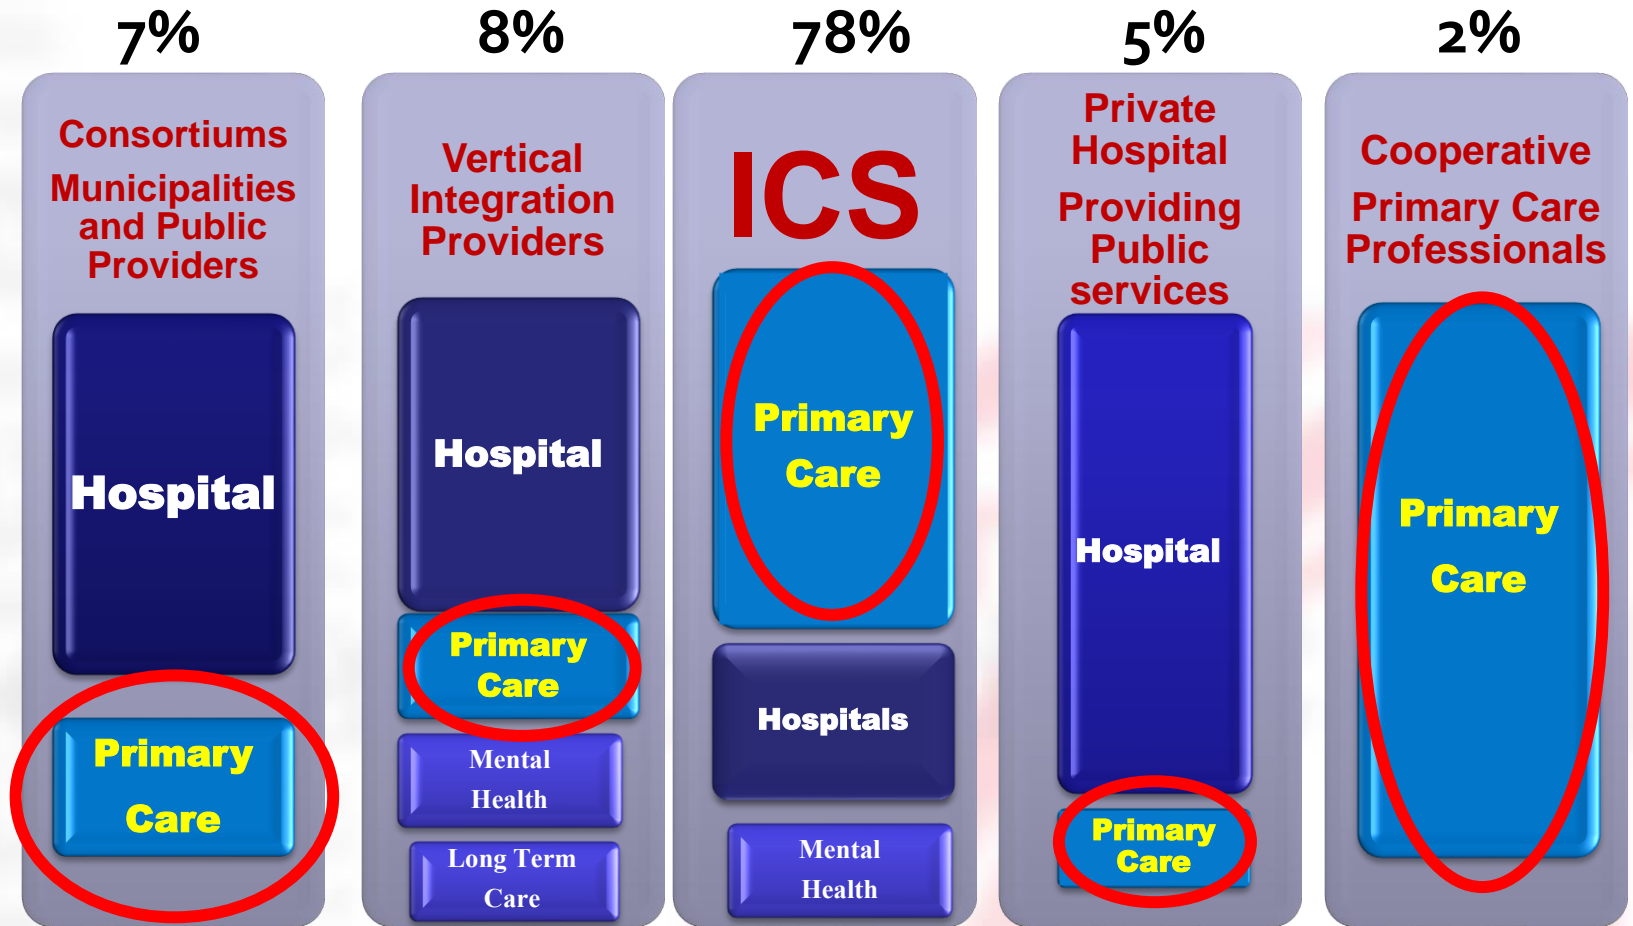 7%
Consortiums
Municipalities
and Public
Providers
Hospital
Primary
Care
8%
Vertical
Integration
Providers
Hospital
Primary
Care
Mental
Health
Long Term
Care
78%
ICS
Primary
Care
Hospitals
Mental
Health
5%
Private
Hospital
Providing
Public
services
Hospital
Primary
Care
2%
Cooperative
Primary Care
Professionals
Primary
Care